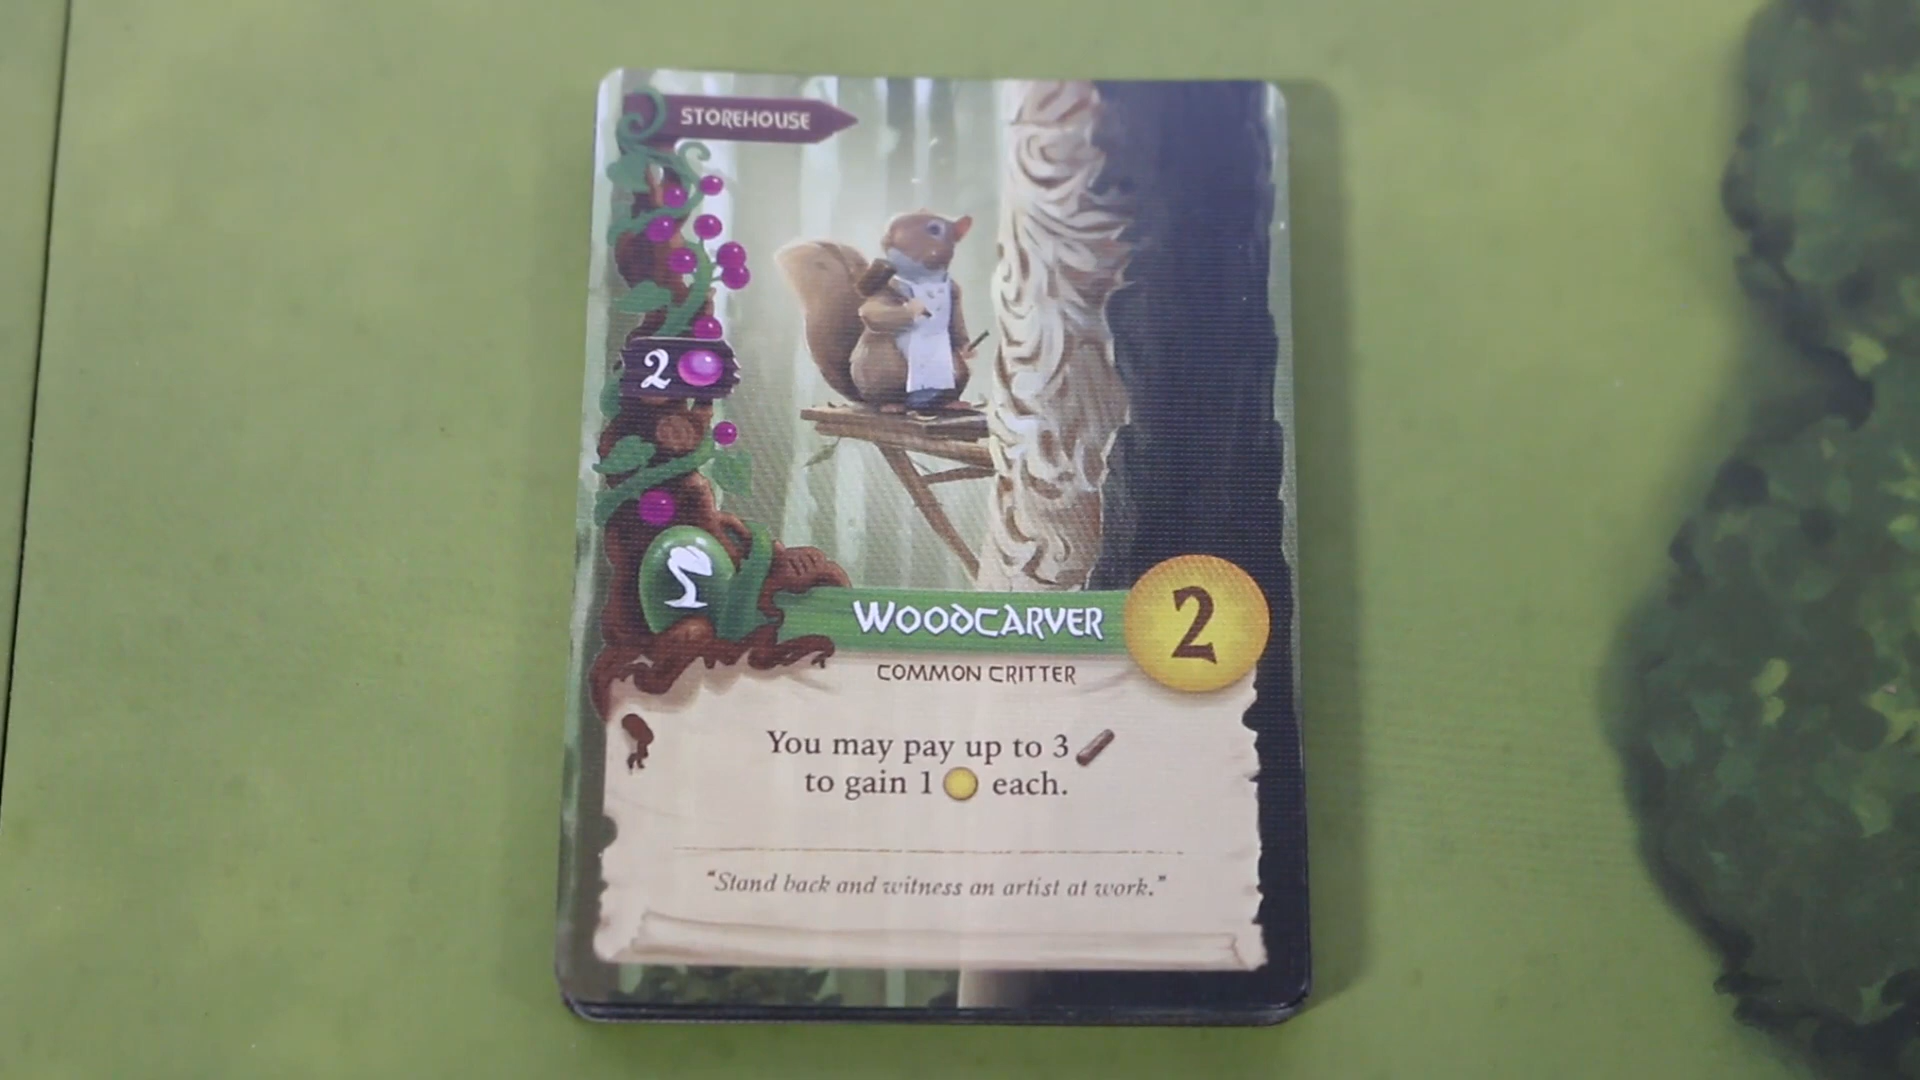 STOREHOUSE
2
WOODCARVER
2
COMMON CRITTER
You may pay up to 3
to gain 1 each.
"Stand back and witness an artist at work."